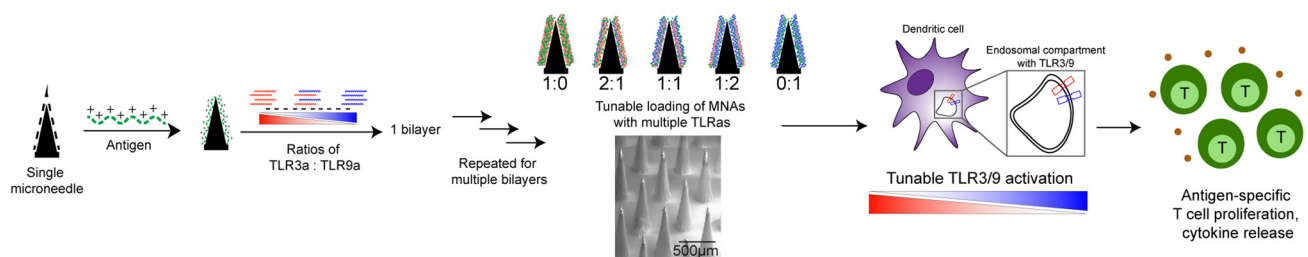 Single
microneedle
+ + + + + +
Antigen
Ratios of
TLR3a : TLR9a
1 bilayer
Repeated for
multiple bilayers
1:0 2:1 1:1 1:2 0:1
Tunable loading of MNAs
with multiple TLRas
500µm
Dendritic cell
Endosomal compartment
with TLR3/9
Tunable TLR3/9 activation
T T
T T T
Antigen-specific
T cell proliferation,
cytokine release